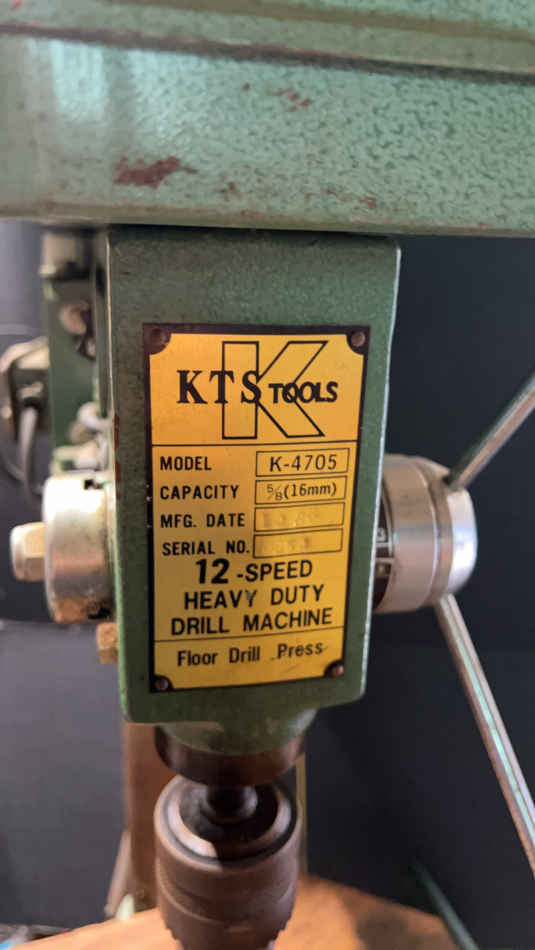 K
KTS TOOLS
MODEL K-4705
CAPACITY 5/8(16mm)
MFG. DATE
SERIAL NO.
12-SPEED
HEAVY DUTY
DRILL MACHINE
Floor Drill Press